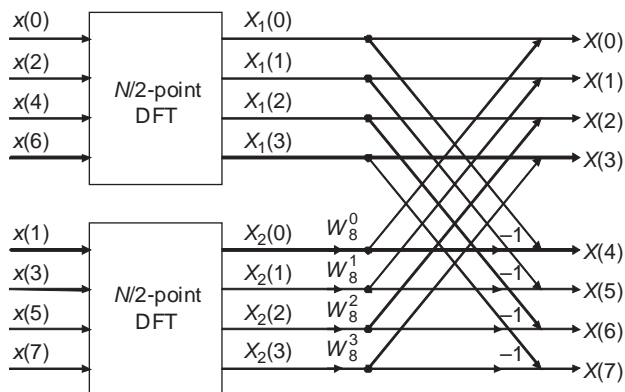 x(0) X₁(0) X(0)
x(2) X₁(1) X(1)
x(4) N/2-point DFT X₁(2) X(2)
x(6) X₁(3) X(3)
x(1) X₂(0) W₈⁰ –1 X(4)
x(3) X₂(1) W₈¹ –1 X(5)
x(5) N/2-point DFT X₂(2) W₈² –1 X(6)
x(7) X₂(3) W₈³ –1 X(7)